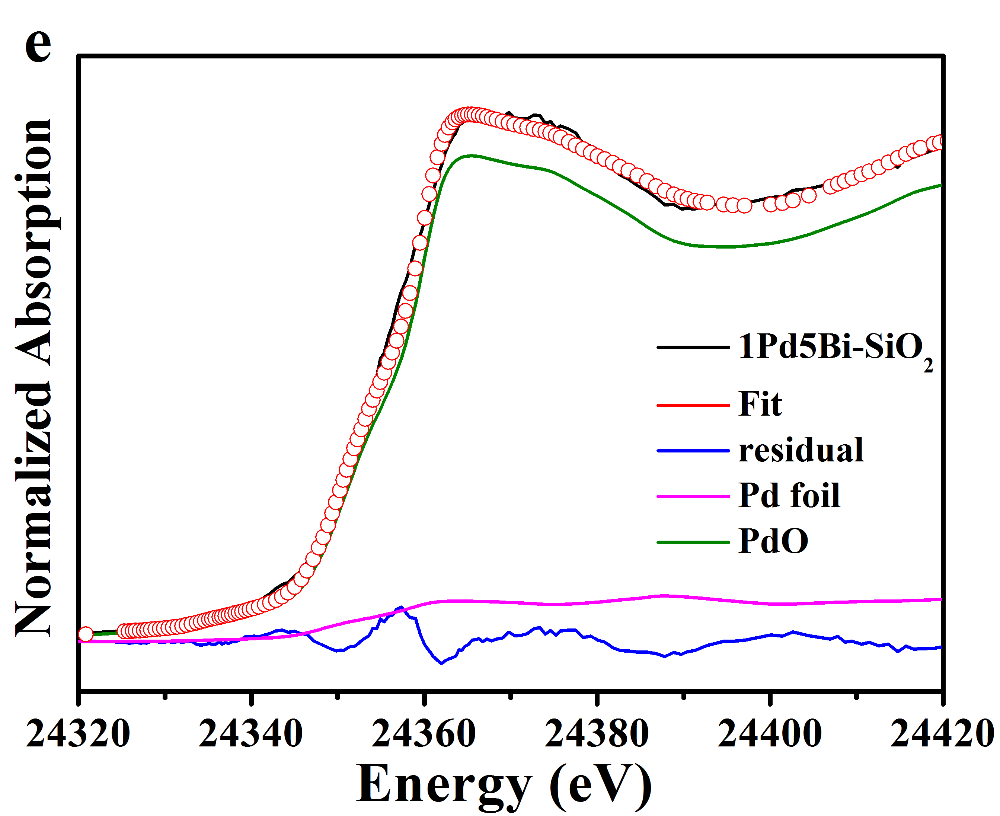 e
Normalized Absorption
1Pd5Bi-SiO₂
Fit
residual
Pd foil
PdO
24320 24340 24360 24380 24400 24420
Energy (eV)